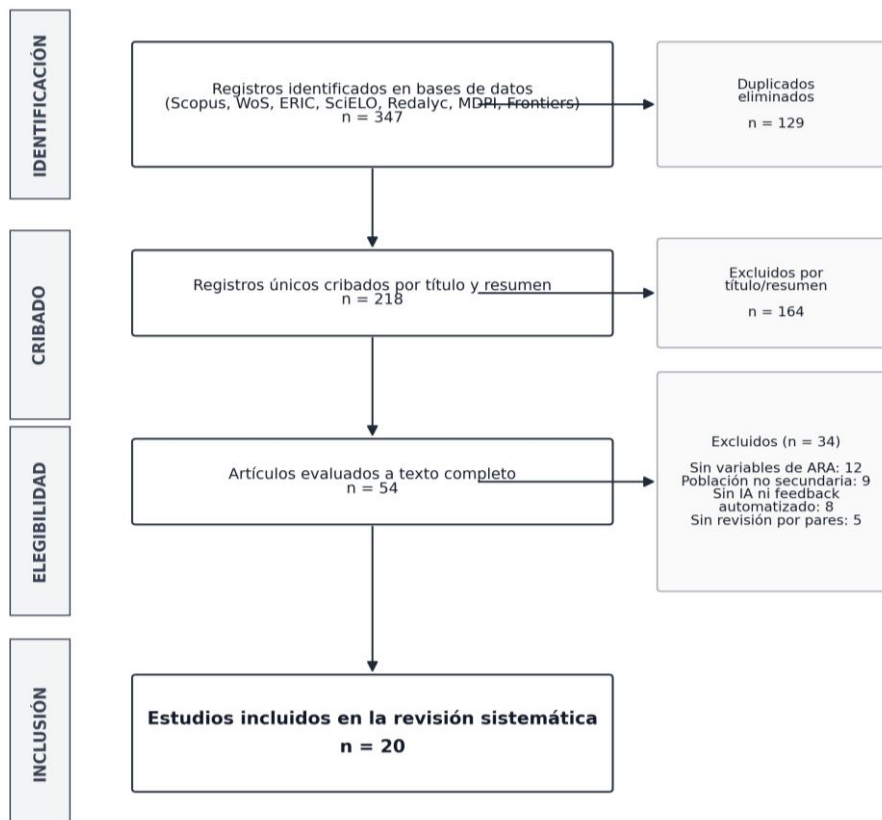 IDENTIFICACIÓN
Registros identificados en bases de datos
(Scopus, WoS, ERIC, SciELO, Redalyc, MDPI, Frontiers)
n = 347
Duplicados
eliminados
n = 129
CRIBADO
Registros únicos cribados por título y resumen
n = 218
Excluidos por
título/resumen
n = 164
ELEGIBILIDAD
Artículos evaluados a texto completo
n = 54
Excluidos (n = 34)
Sin variables de ARA: 12
Población no secundaria: 9
Sin IA ni feedback
automatizado: 8
Sin revisión por pares: 5
INCLUSIÓN
Estudios incluidos en la revisión sistemática
n = 20